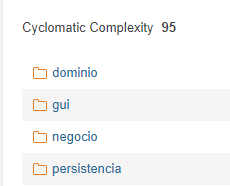 Cyclomatic Complexity 95
dominio
gui
negocio
persistencia